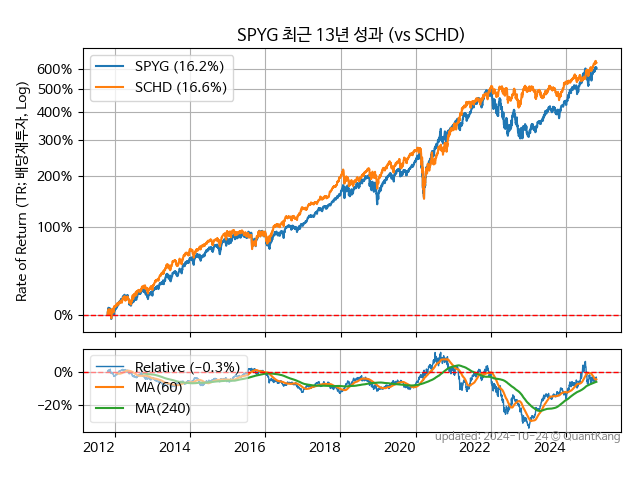 SPYG 최근 13년 성과 (vs SCHD)
SPYG (16.2%)
SCHD (16.6%)
600%
500%
400%
300%
200%
100%
0%
Rate of Return (TR: 배당재투자, Log)
Relative (−0.3%)
MA(60)
MA(240)
0%
−20%
2012
2014
2016
2018
2020
2022
2024
updated: 2024-10-24 © QuantKang